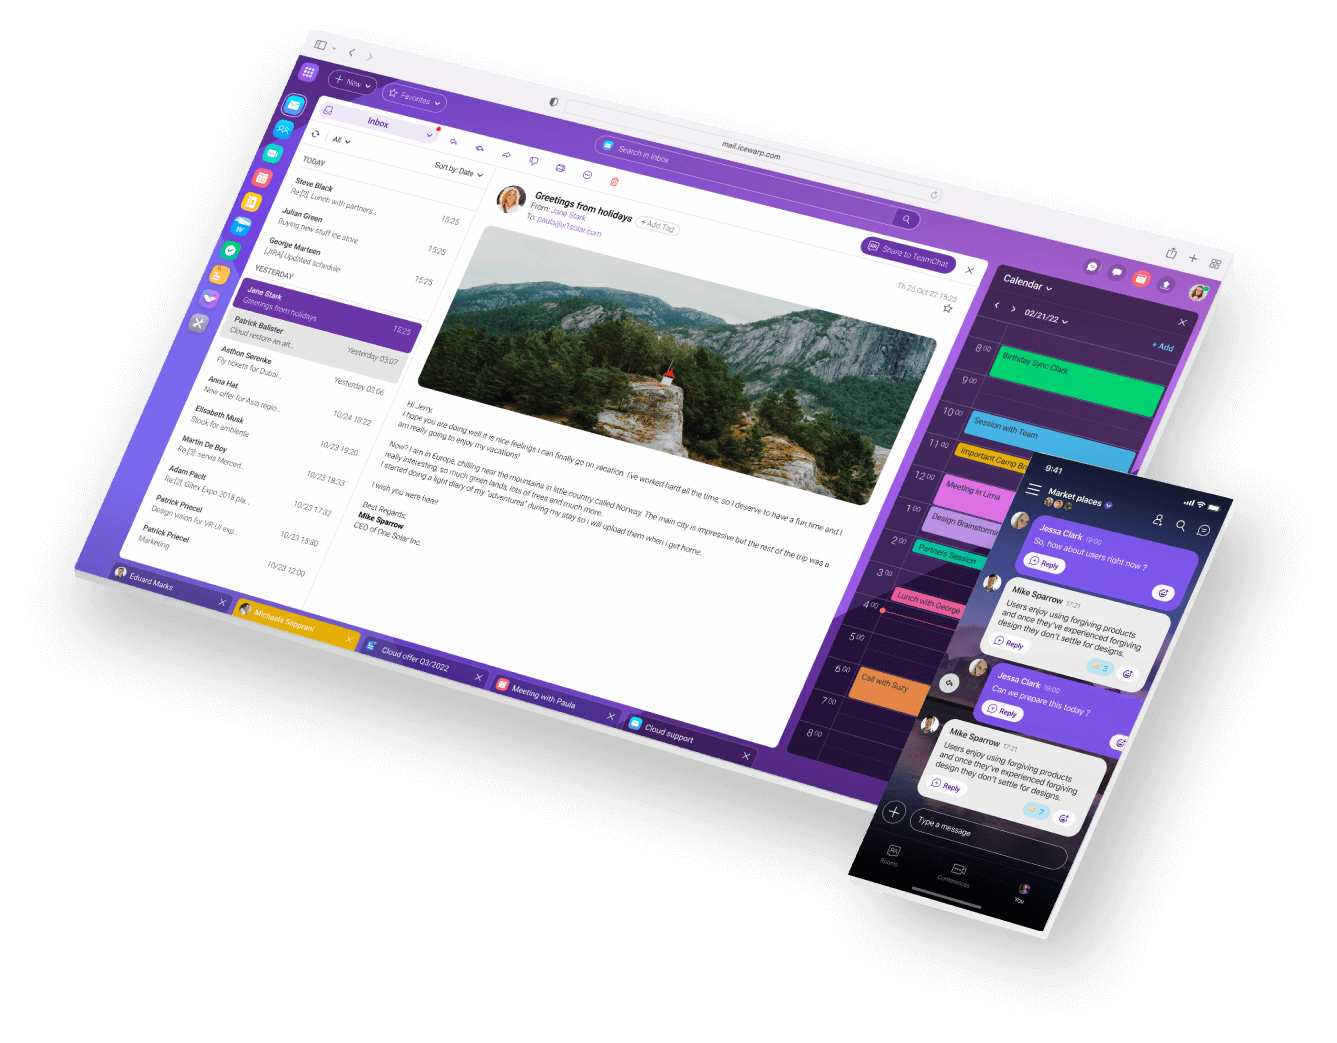 mail.icewarp.com
New
Favorites
Search in Inbox
Inbox
All
Sort by: Date
TODAY
Steve Black
Re:[2]: Lunch with partners..
15:25
Julian Green
Buying new stuff ice store
15:25
George Marteen
[JIRA] Updated schedule
15:25
YESTERDAY
Jane Stark
Greetings from holidays
15:25
Patrick Balister
Cloud restore an att..
Yesterday 03:07
Asthon Serenke
Fly tickets for Dubai..
Yesterday 03:06
Anna Hat
New offer for Asia regio..
10/24 18:22
Elisabeth Musk
Stock for ambiente
10/23 19:20
Martin De Boy
Re:[3]: servis Merced..
10/23 18:33
Adam Pach
Re:[2]: Gitex Expo 2018 pla..
10/23 17:32
Patrick Priecel
Design vision for VR UI exp..
10/23 15:30
Patrick Priecel
Marketing
10/23 12:00
Greetings from holidays
+ Add Tag
From: Jane Stark
To: paula@x1solar.com
Share to TeamChat
Th 25 Oct 22 15:25
Hi Jerry,
I hope you are doing well it is nice feelings I can finally go on vacation. I've worked hard all the time, so I deserve to have a fun time and I
am really going to enjoy my vacations!
Now? I am in Europe, chilling near the mountains in little country called Norway. The main city is impressive but the rest of the trip was a
really interesting, so much green lands, lots of trees and much more.
I started doing a light diary of my "adventures" during my stay so I will upload them when i get home.
I wish you were here!
Best Regards,
Mike Sparrow
CEO of One Solar Inc.
Calendar
02/21/22
+ Add
8 00
Birthday Sync Clark
9 00
10 00
Session with Team
11 00
Important Camp Br
12 00
Meeting in Lima
1 00
Design Brainstormi
2 00
Partners Session
3 00
Lunch with George
4 00
5 00
6 00
Call with Suzy
7 00
8 00
Eduard Marks
Michaela Sopprani
Cloud offer Q3/2022
Meeting with Paula
Cloud support
9:41
Market places
Jessa Clark 19:00
So, how about users right now ?
Reply
Mike Sparrow 17:21
Users enjoy using forgiving products
and once they've experienced forgiving
design they don't settle for designs.
Reply
3
Jessa Clark 19:00
Can we prepare this today ?
Reply
Mike Sparrow 17:21
Users enjoy using forgiving products
and once they've experienced forgiving
design they don't settle for designs.
Reply
7
Type a message
Rooms
Conferences
You